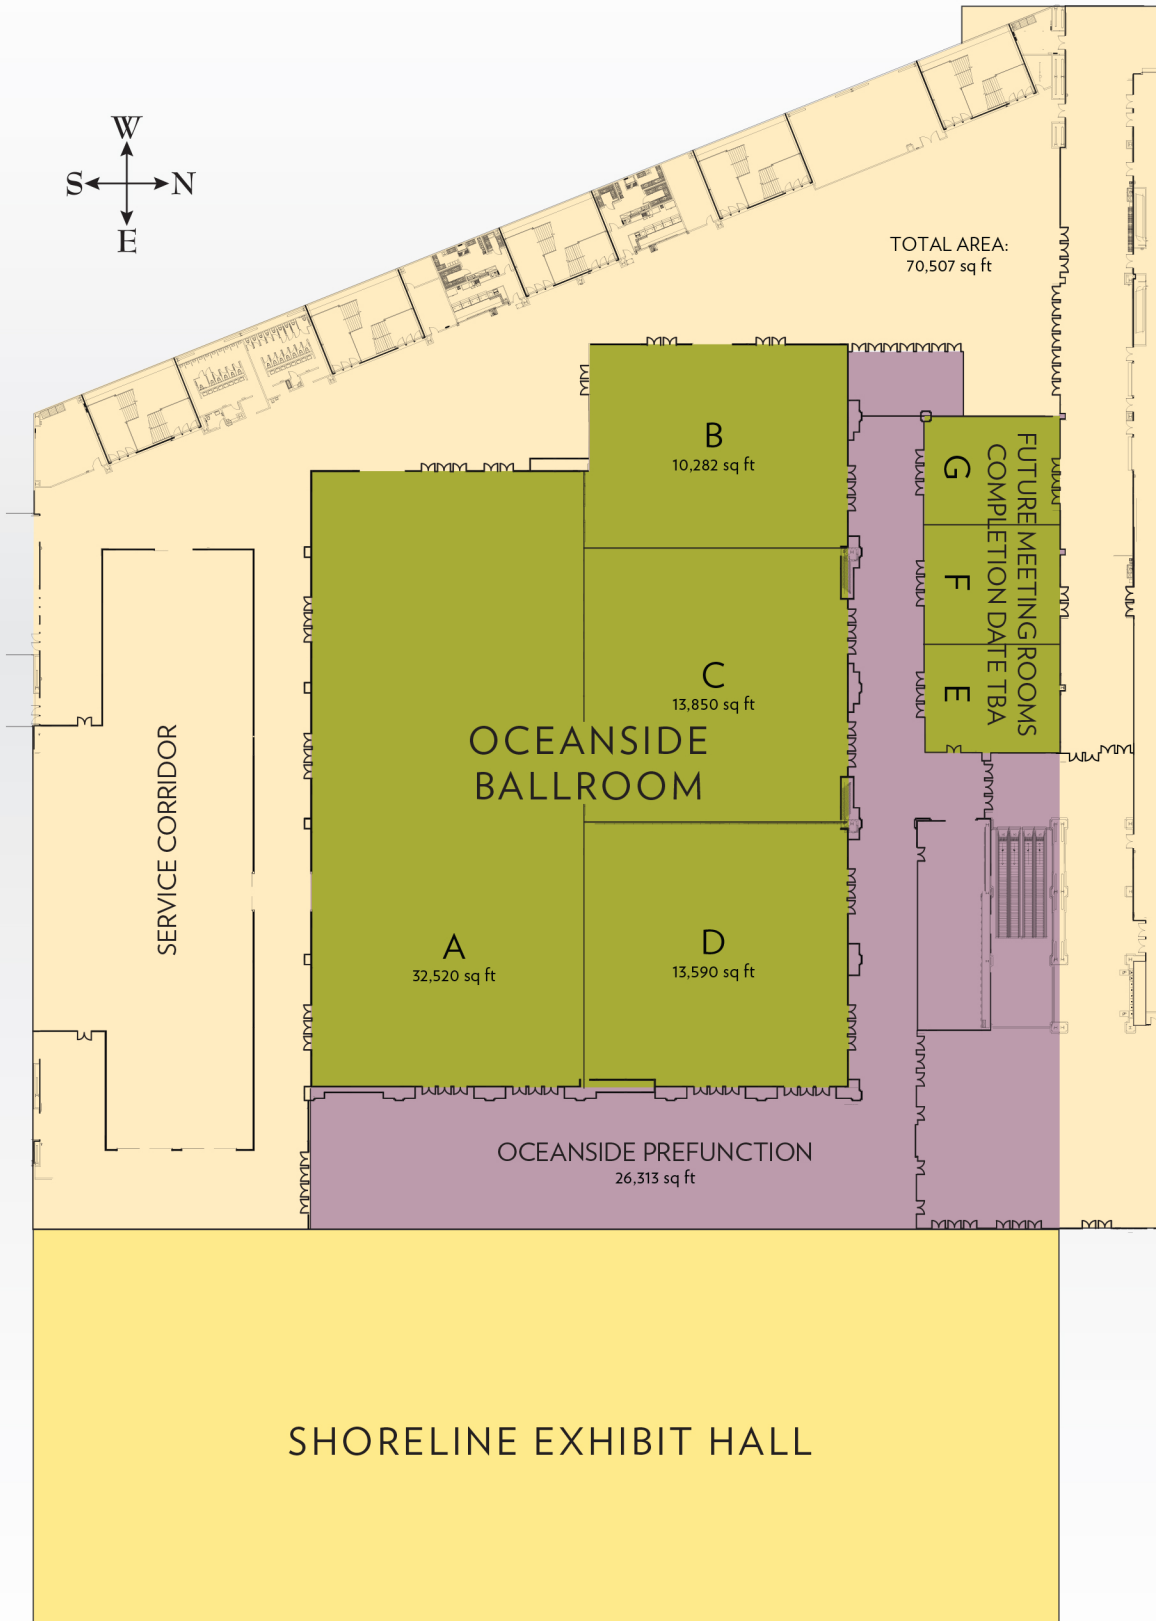 W
S N
E
TOTAL AREA:
70,507 sq ft
B
10,282 sq ft
G
F
E
FUTURE MEETING ROOMS
COMPLETION DATE TBA
C
13,850 sq ft
OCEANSIDE
BALLROOM
SERVICE CORRIDOR
A
32,520 sq ft
D
13,590 sq ft
OCEANSIDE PREFUNCTION
26,313 sq ft
SHORELINE EXHIBIT HALL